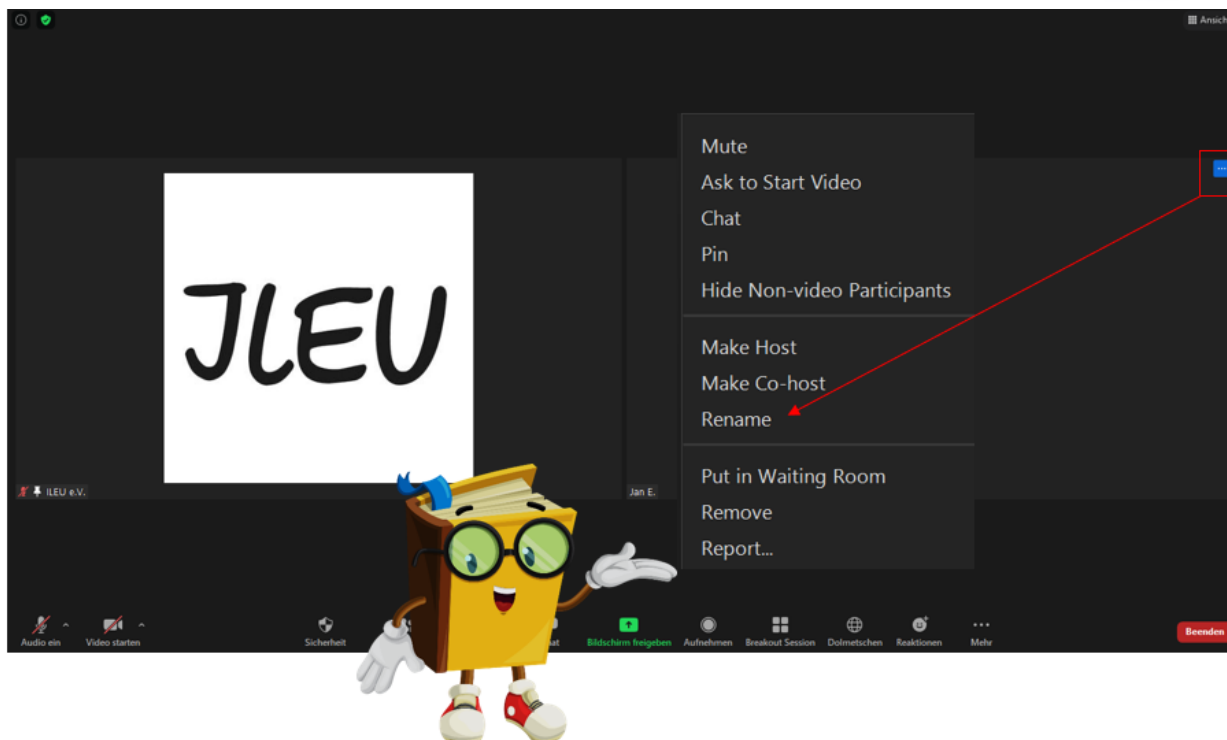 Ansich
Mute
Ask to Start Video
Chat
Pin
Hide Non-video Participants
JLEU
Make Host
Make Co-host
Rename
Put in Waiting Room
Remove
Report...
ILEU e.V.
Jan E.
Audio ein
Video starten
Sicherheit
at
Bildschirm freigeben
Aufnehmen
Breakout Session
Dolmetschen
Reaktionen
Mehr
Beenden